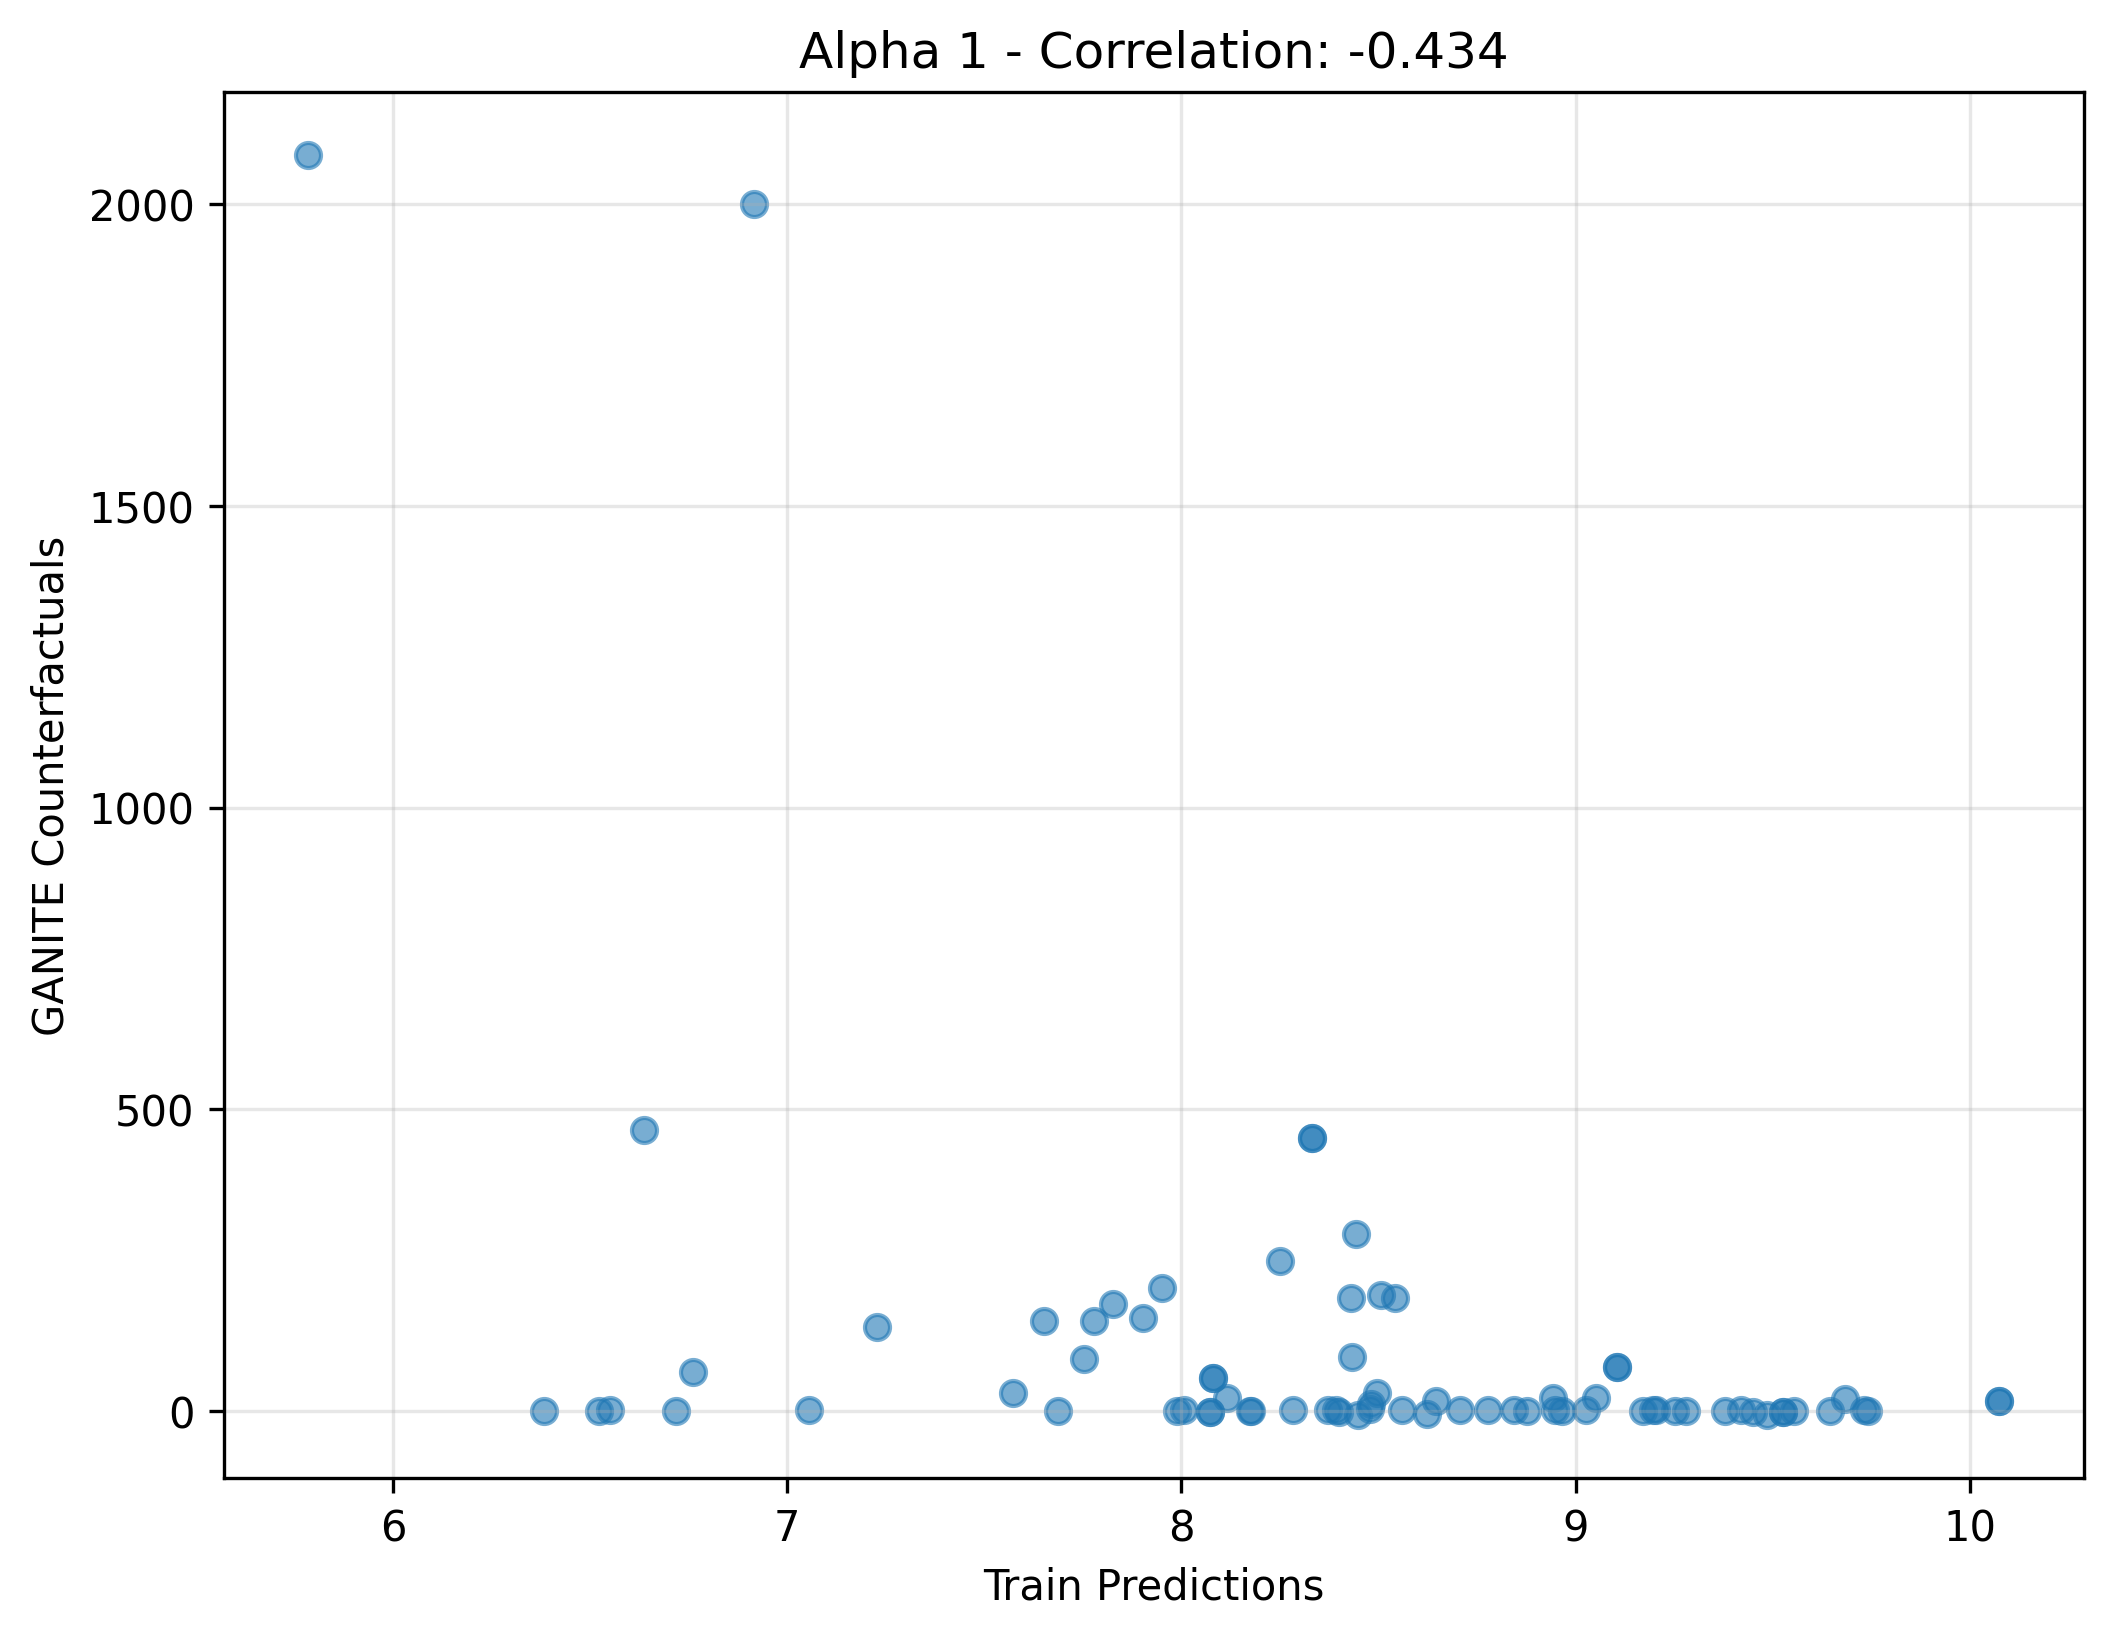 Alpha 1 - Correlation: -0.434
GANITE Counterfactuals
2000
1500
1000
500
0
6 7 8 9 10
Train Predictions